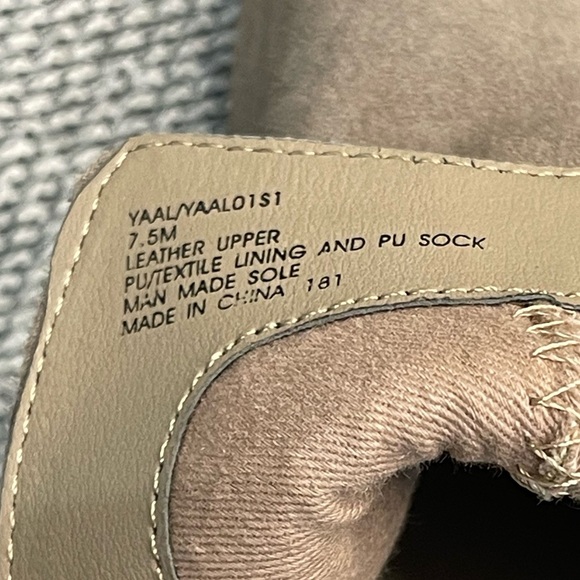 YAAL/YAAL01S1
7.5M
LEATHER UPPER
PU/TEXTILE LINING AND PU SOCK
MAN MADE SOLE
MADE IN CHINA 181